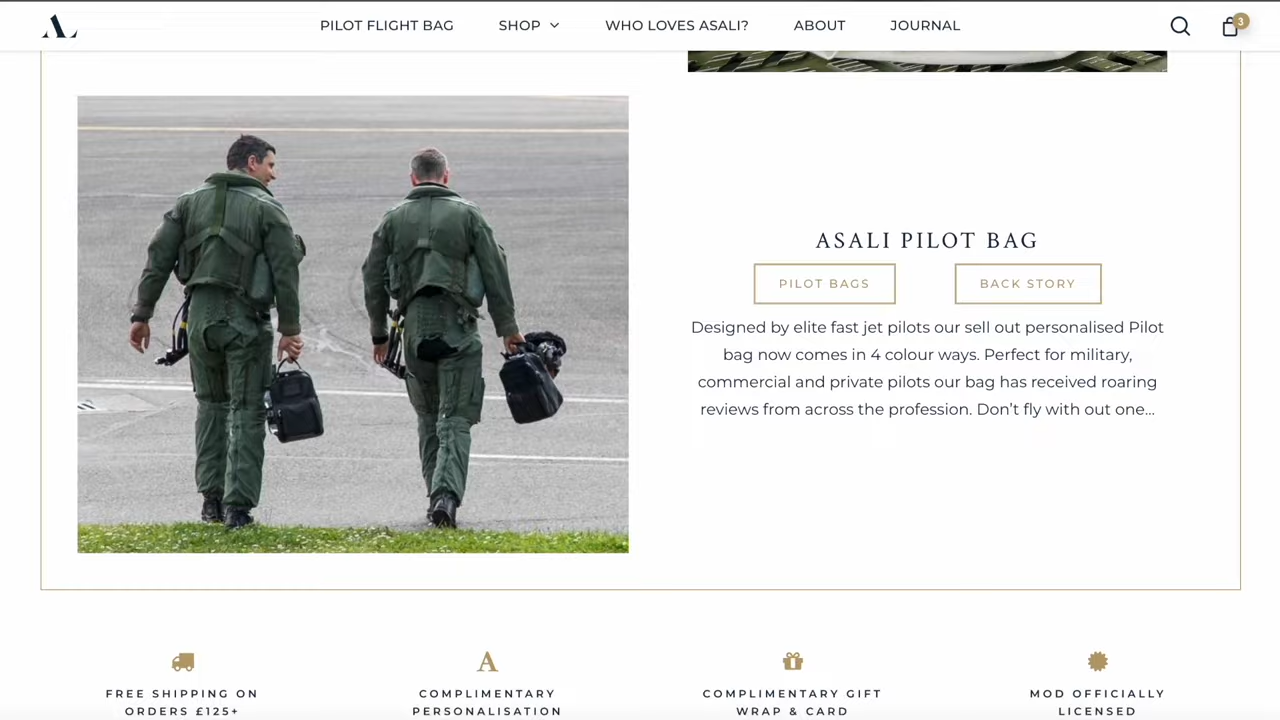 PILOT FLIGHT BAG
SHOP
WHO LOVES ASALI?
ABOUT
JOURNAL
3
ASALI PILOT BAG
PILOT BAGS
BACK STORY
Designed by elite fast jet pilots our sell out personalised Pilot
bag now comes in 4 colour ways. Perfect for military,
commercial and private pilots our bag has received roaring
reviews from across the profession. Don’t fly with out one...
FREE SHIPPING ON
ORDERS £125+
A
COMPLIMENTARY
PERSONALISATION
COMPLIMENTARY GIFT
WRAP & CARD
MOD OFFICIALLY
LICENSED